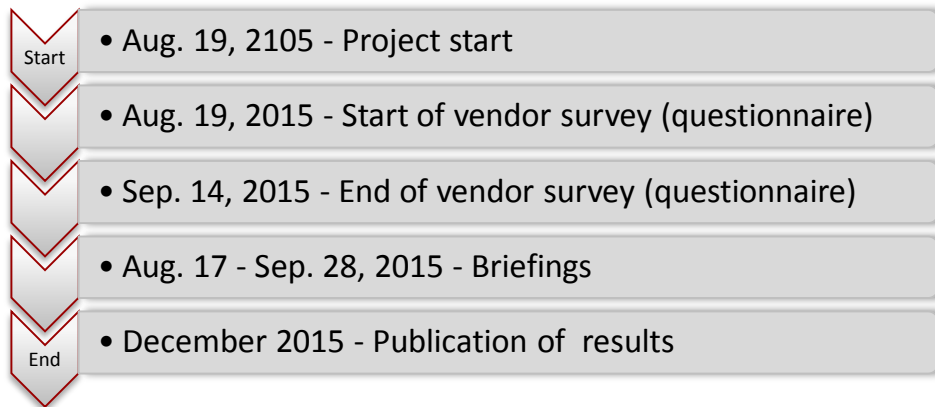 Start
• Aug. 19, 2105 - Project start
• Aug. 19, 2015 - Start of vendor survey (questionnaire)
• Sep. 14, 2015 - End of vendor survey (questionnaire)
• Aug. 17 - Sep. 28, 2015 - Briefings
End
• December 2015 - Publication of  results